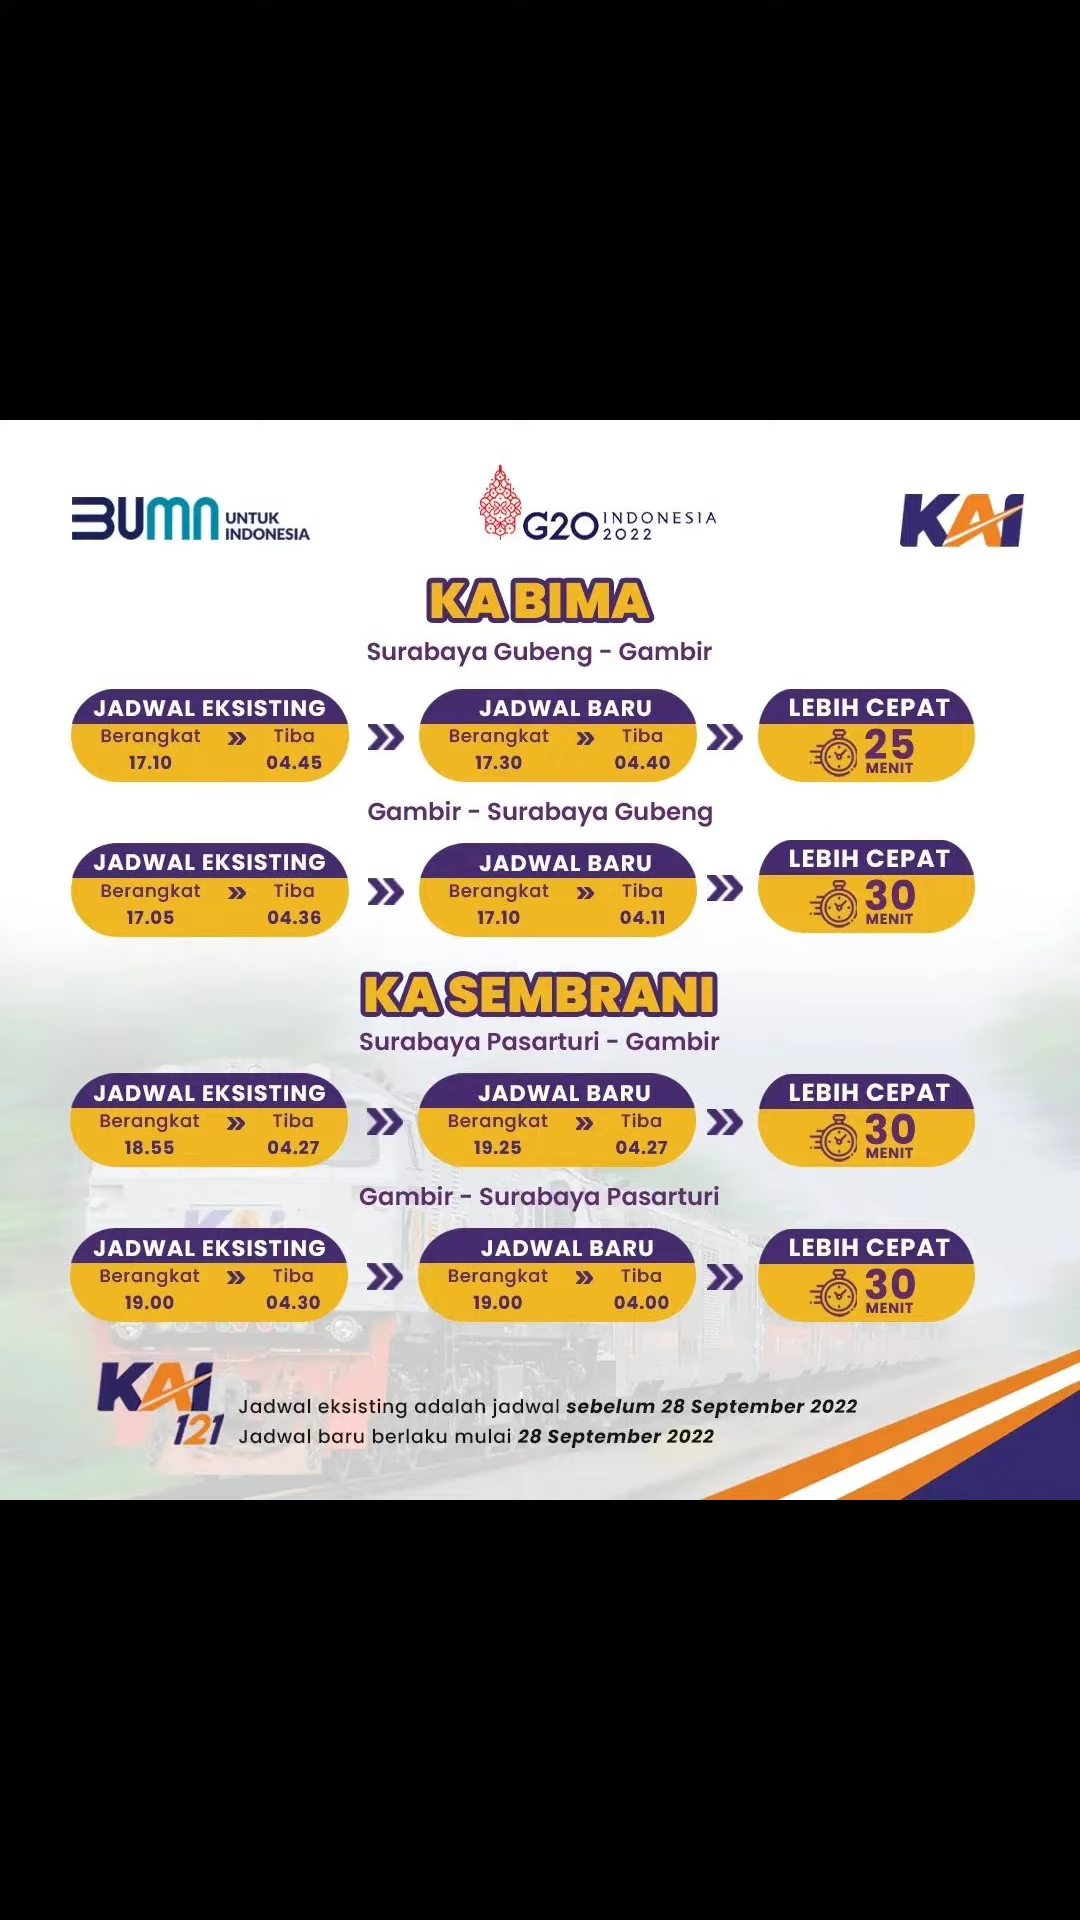 BUMN UNTUK INDONESIA
G20 INDONESIA 2022
KAI
KA BIMA
Surabaya Gubeng - Gambir
JADWAL EKSISTING
Berangkat » Tiba
17.10 04.45
JADWAL BARU
Berangkat » Tiba
17.30 04.40
LEBIH CEPAT
25
MENIT
Gambir - Surabaya Gubeng
JADWAL EKSISTING
Berangkat » Tiba
17.05 04.36
JADWAL BARU
Berangkat » Tiba
17.10 04.11
LEBIH CEPAT
30
MENIT
KA SEMBRANI
Surabaya Pasarturi - Gambir
JADWAL EKSISTING
Berangkat » Tiba
18.55 04.27
JADWAL BARU
Berangkat » Tiba
19.25 04.27
LEBIH CEPAT
30
MENIT
Gambir - Surabaya Pasarturi
JADWAL EKSISTING
Berangkat » Tiba
19.00 04.30
JADWAL BARU
Berangkat » Tiba
19.00 04.00
LEBIH CEPAT
30
MENIT
KAI
121
Jadwal eksisting adalah jadwal sebelum 28 September 2022
Jadwal baru berlaku mulai 28 September 2022